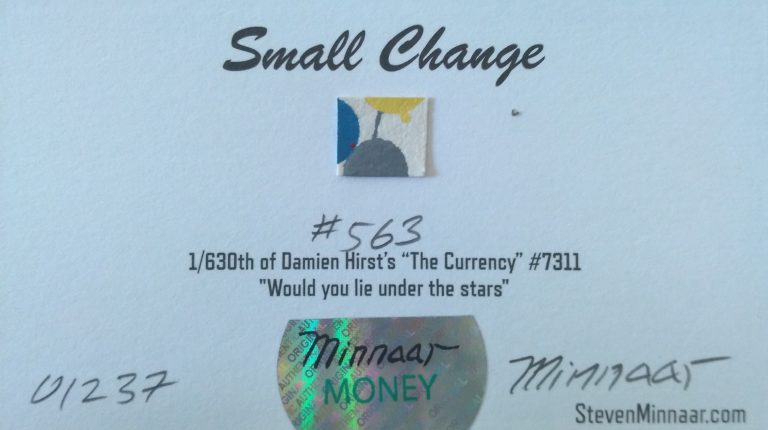 Small Change
#563
1/630th of Damien Hirst's "The Currency" #7311
"Would you lie under the stars"
Minnaar
MONEY
01237
Minnaar
StevenMinnaar.com